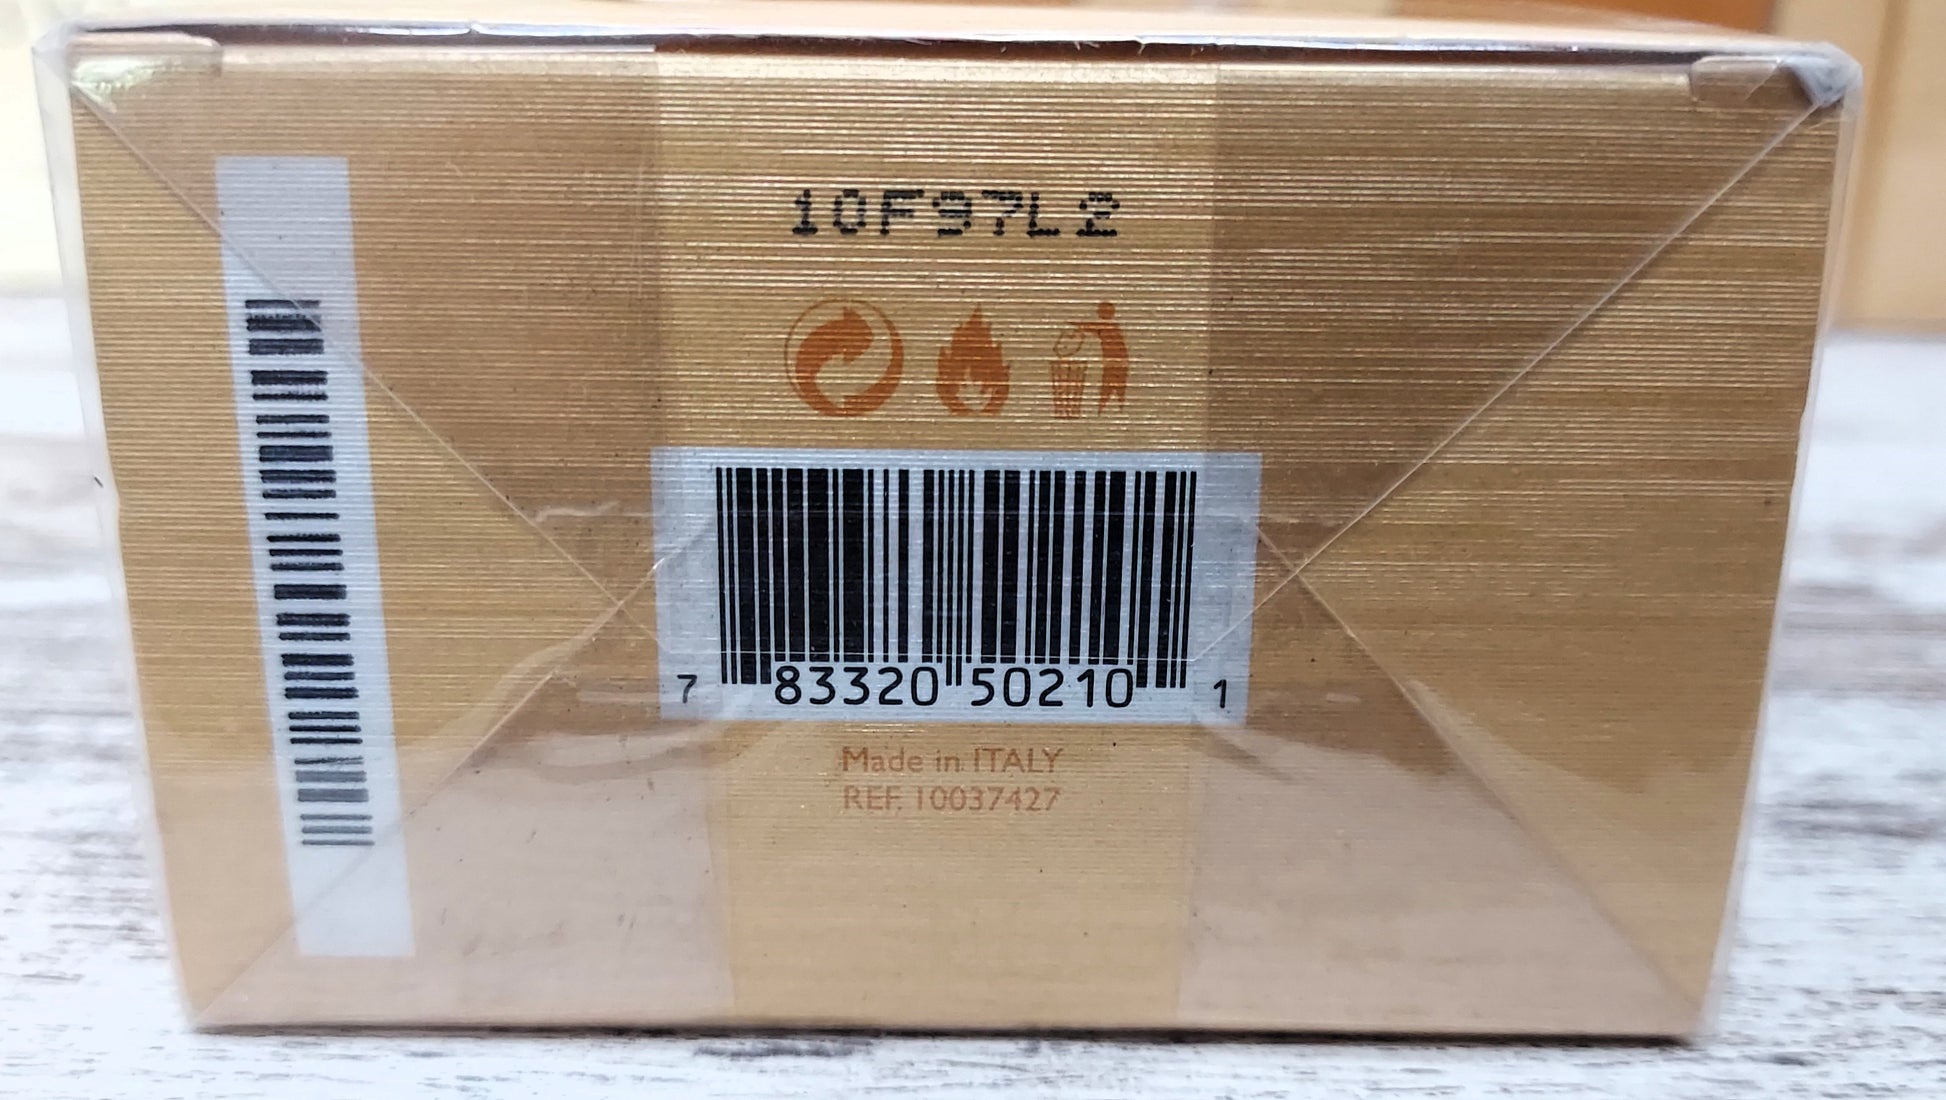 10F97L2
7 83320 50210 1
Made in ITALY
REF. 10037427